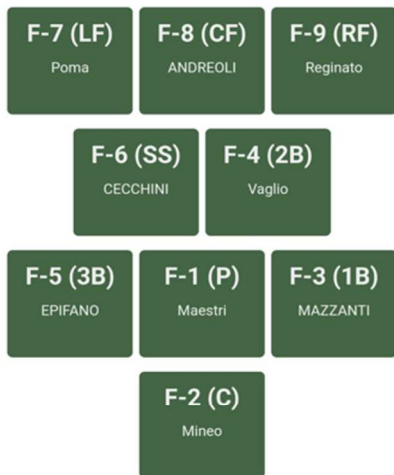 F-7 (LF)
Poma
F-8 (CF)
ANDREOLI
F-9 (RF)
Reginato
F-6 (SS)
CECCHINI
F-4 (2B)
Vaglio
F-5 (3B)
EPIFANO
F-1 (P)
Maestri
F-3 (1B)
MAZZANTI
F-2 (C)
Mineo